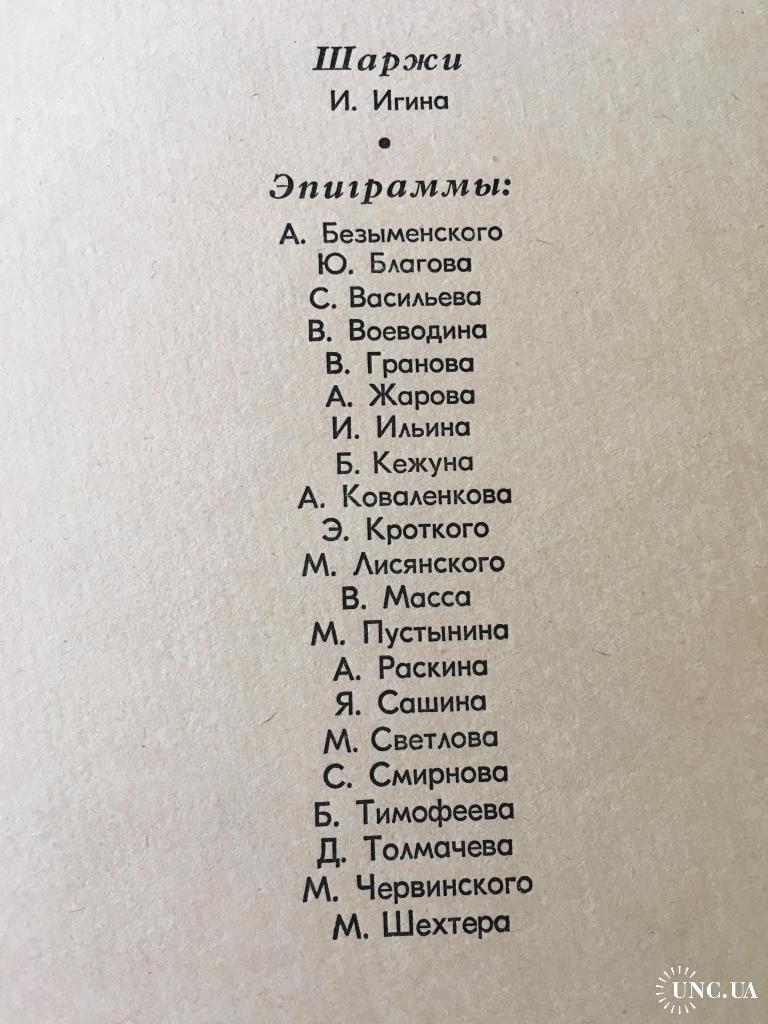 Шаржи
И. Игина
•
Эпиграммы:
А. Безыменского
Ю. Благова
С. Васильева
В. Воеводина
В. Гранова
А. Жарова
И. Ильина
Б. Кежуна
А. Коваленкова
Э. Кроткого
М. Лисянского
В. Масса
М. Пустынина
А. Раскина
Я. Сашина
М. Светлова
С. Смирнова
Б. Тимофеева
Д. Толмачева
М. Червинского
М. Шехтера
UNC.UA